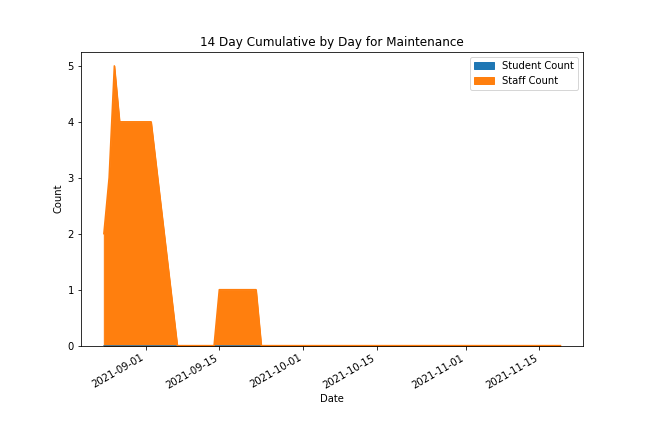 14 Day Cumulative by Day for Maintenance
Student Count
Staff Count
5
4
3
2
1
0
Count
2021-09-01
2021-09-15
2021-10-01
2021-10-15
2021-11-01
2021-11-15
Date